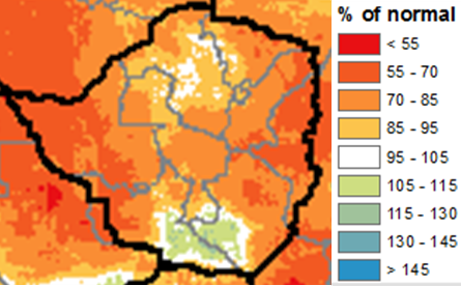 % of normal
< 55
55 - 70
70 - 85
85 - 95
95 - 105
105 - 115
115 - 130
130 - 145
> 145